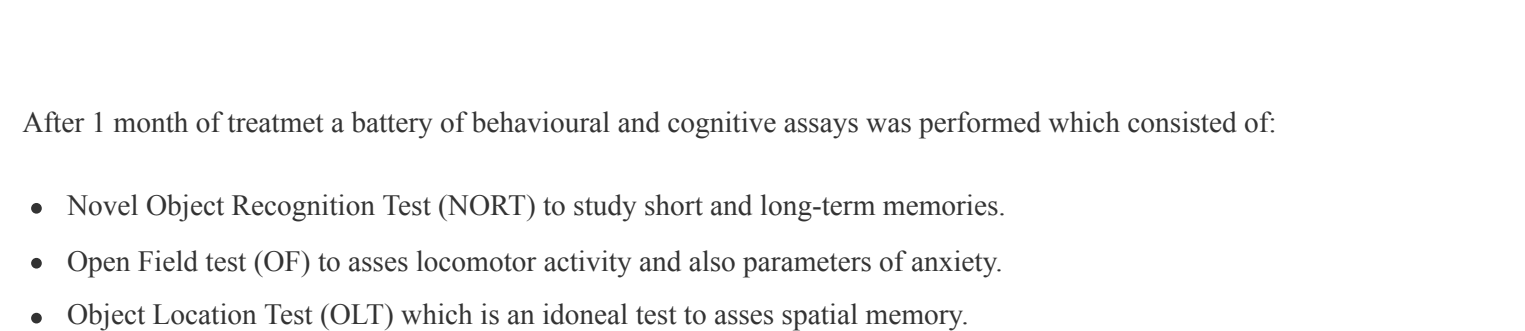 After 1 month of treatmet a battery of behavioural and cognitive assays was performed which consisted of:
• Novel Object Recognition Test (NORT) to study short and long-term memories.
• Open Field test (OF) to asses locomotor activity and also parameters of anxiety.
• Object Location Test (OLT) which is an idoneal test to asses spatial memory.